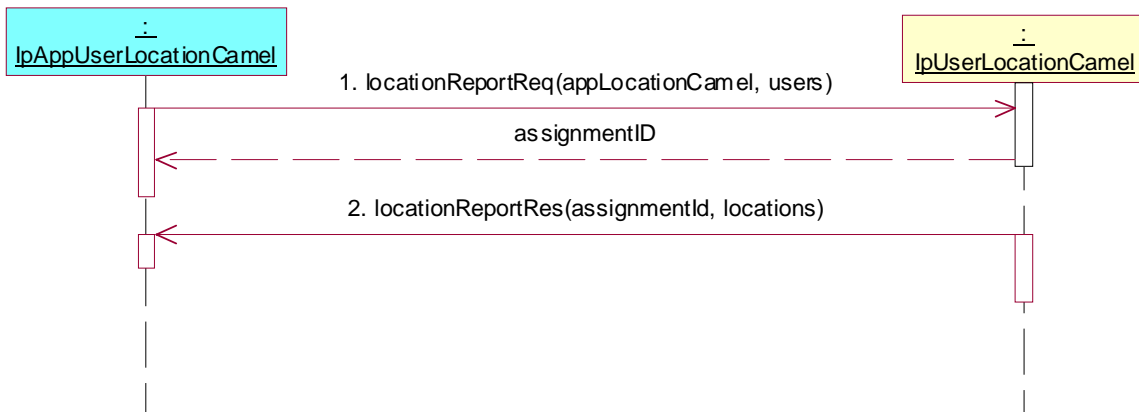 :
IpAppUserLocationCamel
:
IpUserLocationCamel
1. locationReportReq(appLocationCamel, users)
assignmentID
2. locationReportRes(assignmentId, locations)